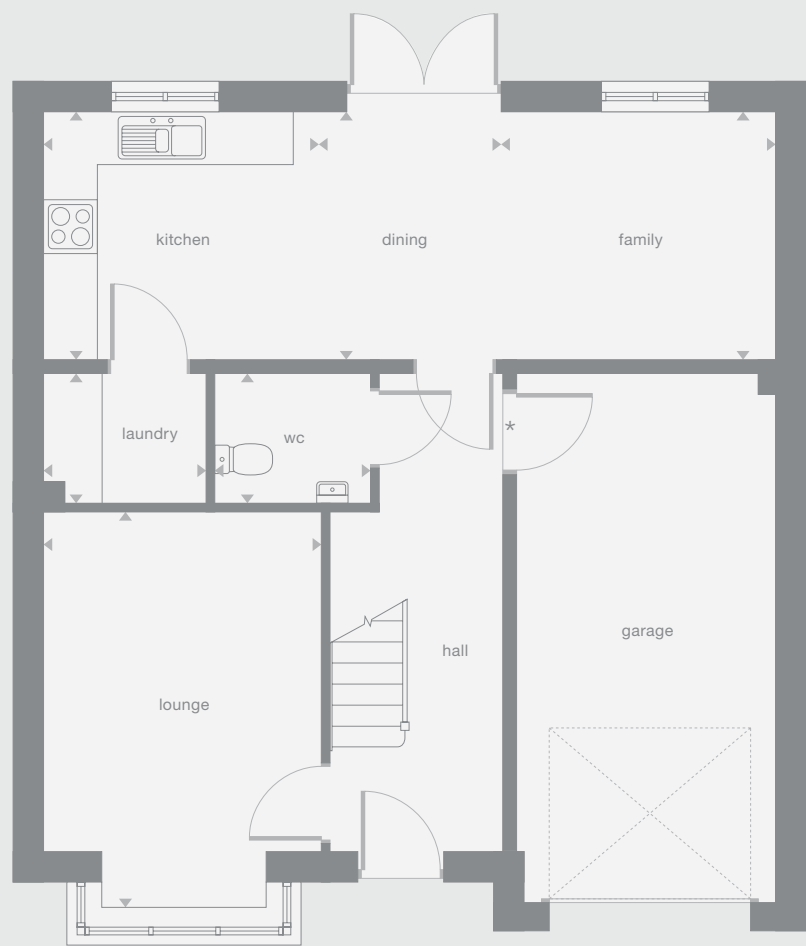 kitchen
dining
family
laundry
wc
*
hall
garage
lounge